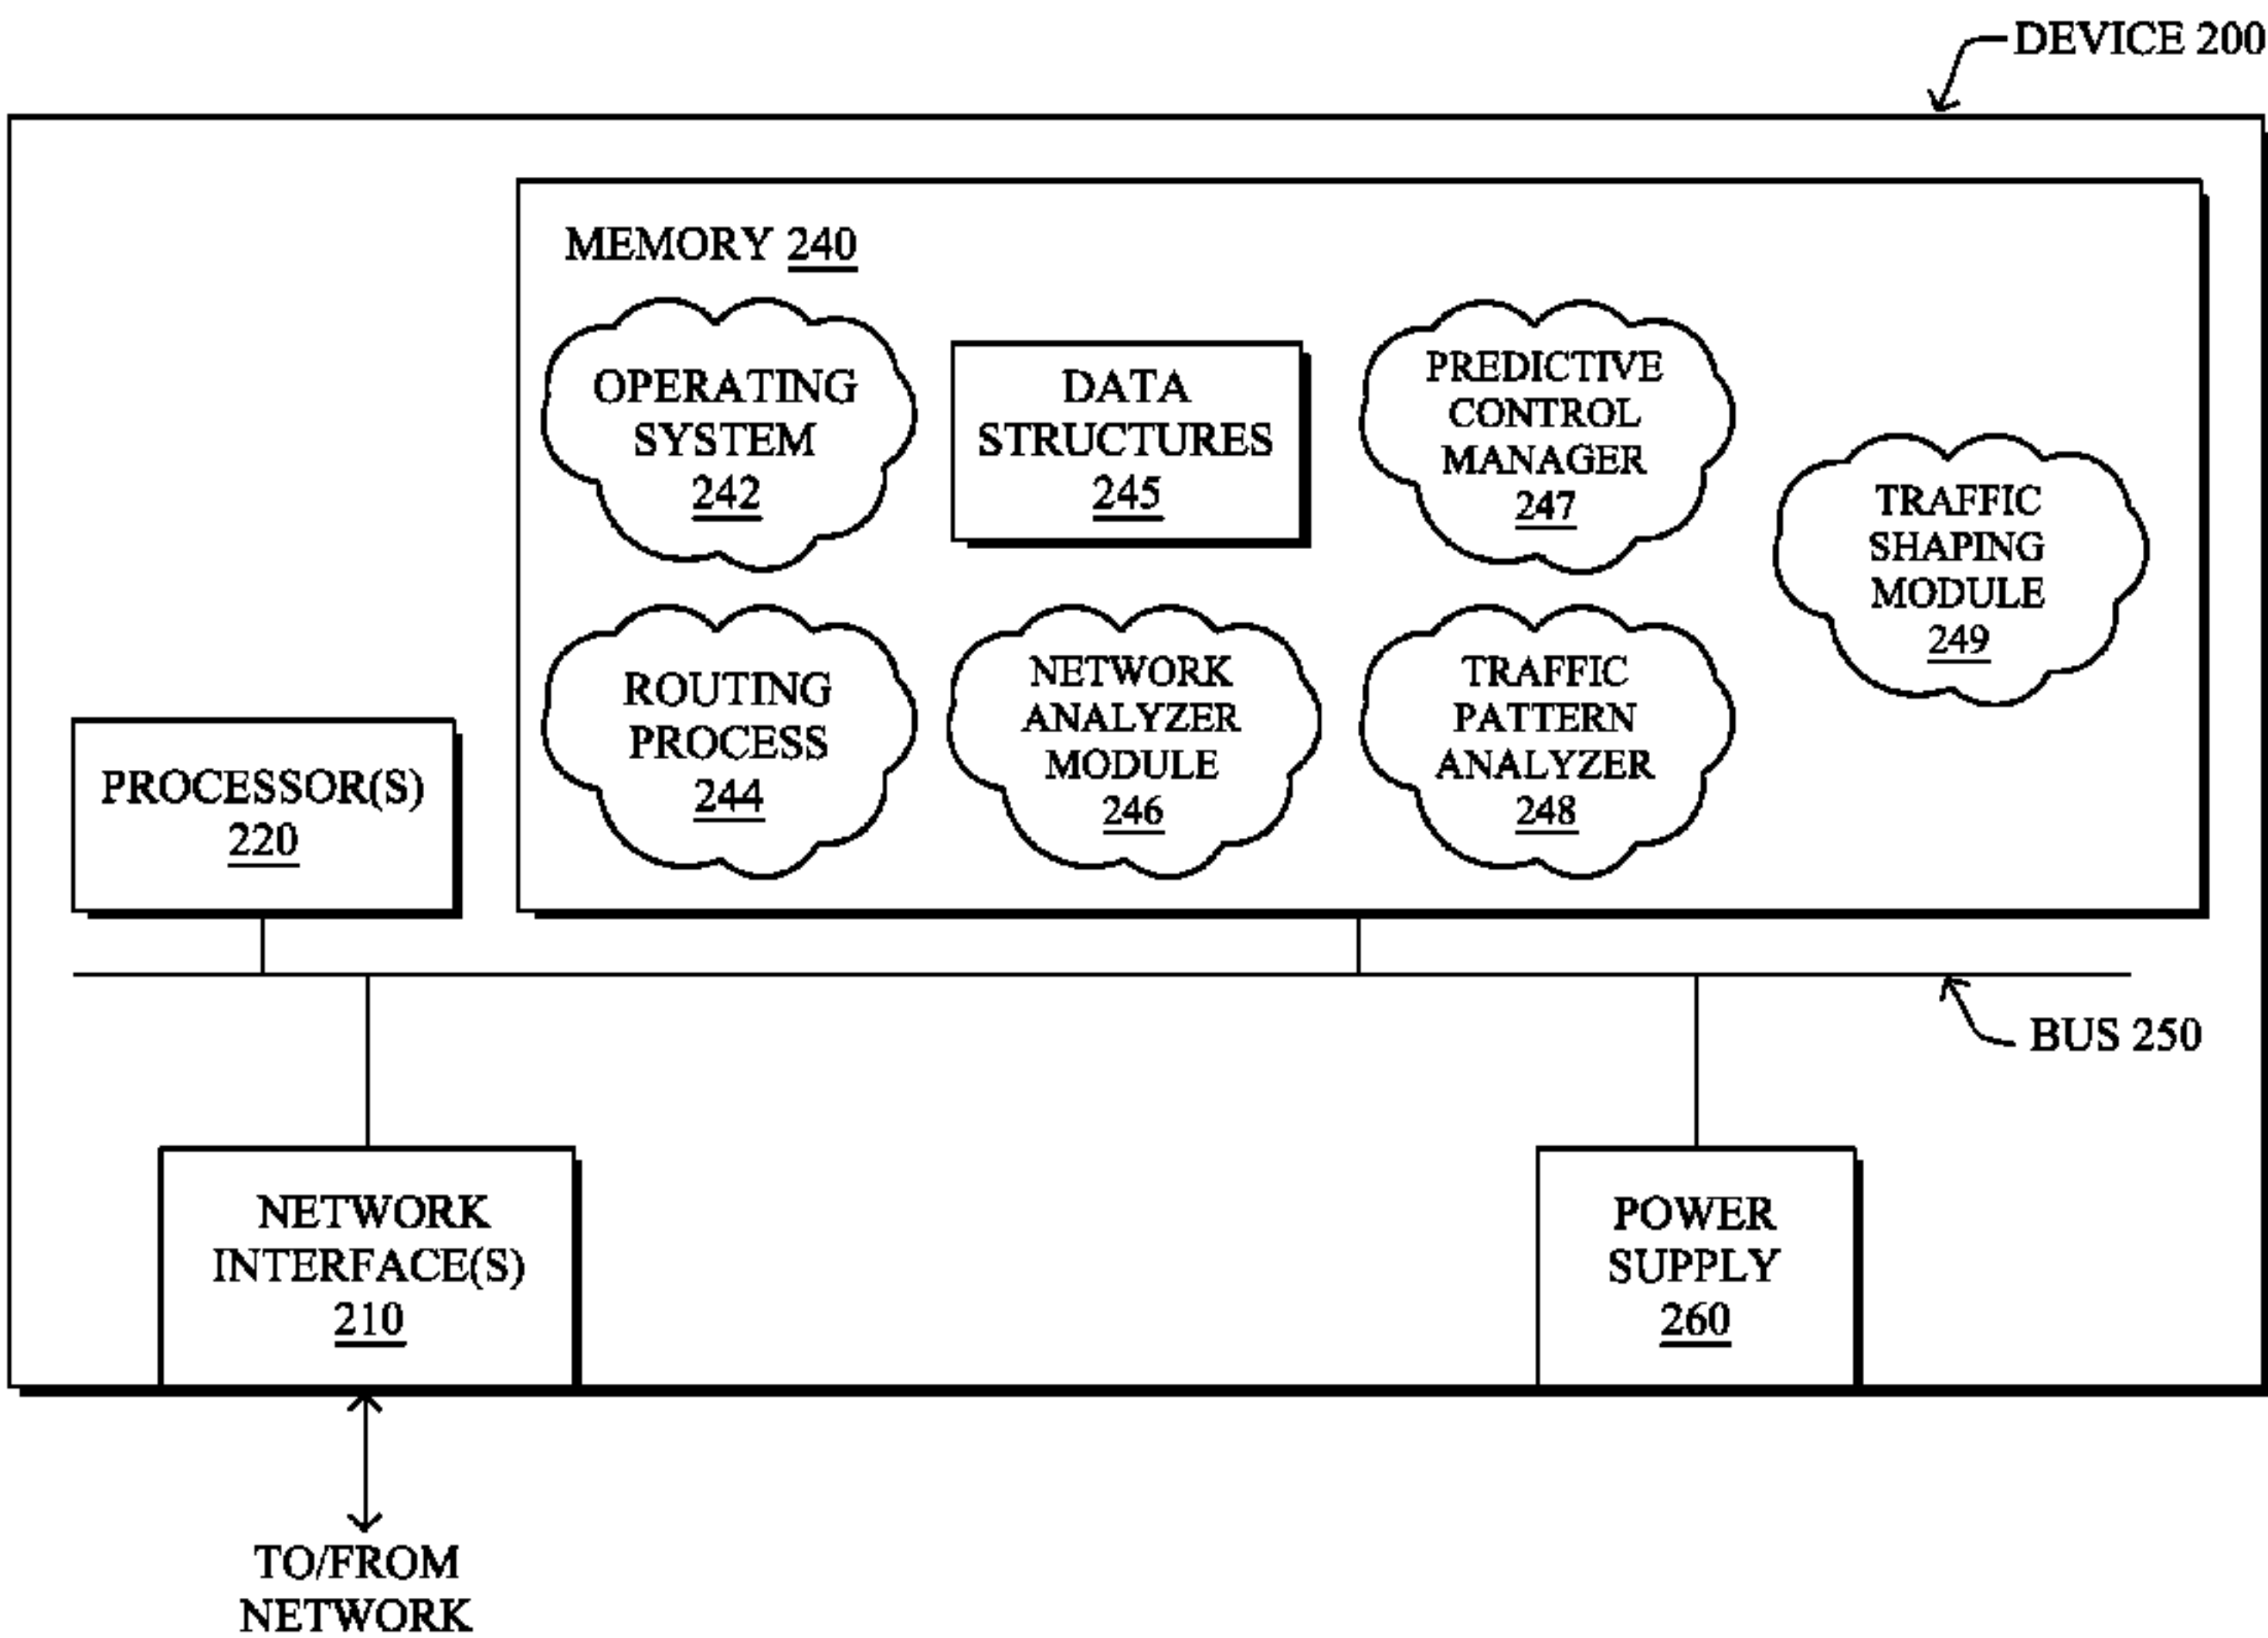 DEVICE 200
MEMORY 240
OPERATING
SYSTEM
242
DATA
STRUCTURES
245
PREDICTIVE
CONTROL
MANAGER
247
TRAFFIC
SHAPING
MODULE
249
ROUTING
PROCESS
244
NETWORK
ANALYZER
MODULE
246
TRAFFIC
PATTERN
ANALYZER
248
PROCESSOR(S)
220
BUS 250
NETWORK
INTERFACE(S)
210
POWER
SUPPLY
260
TO/FROM
NETWORK